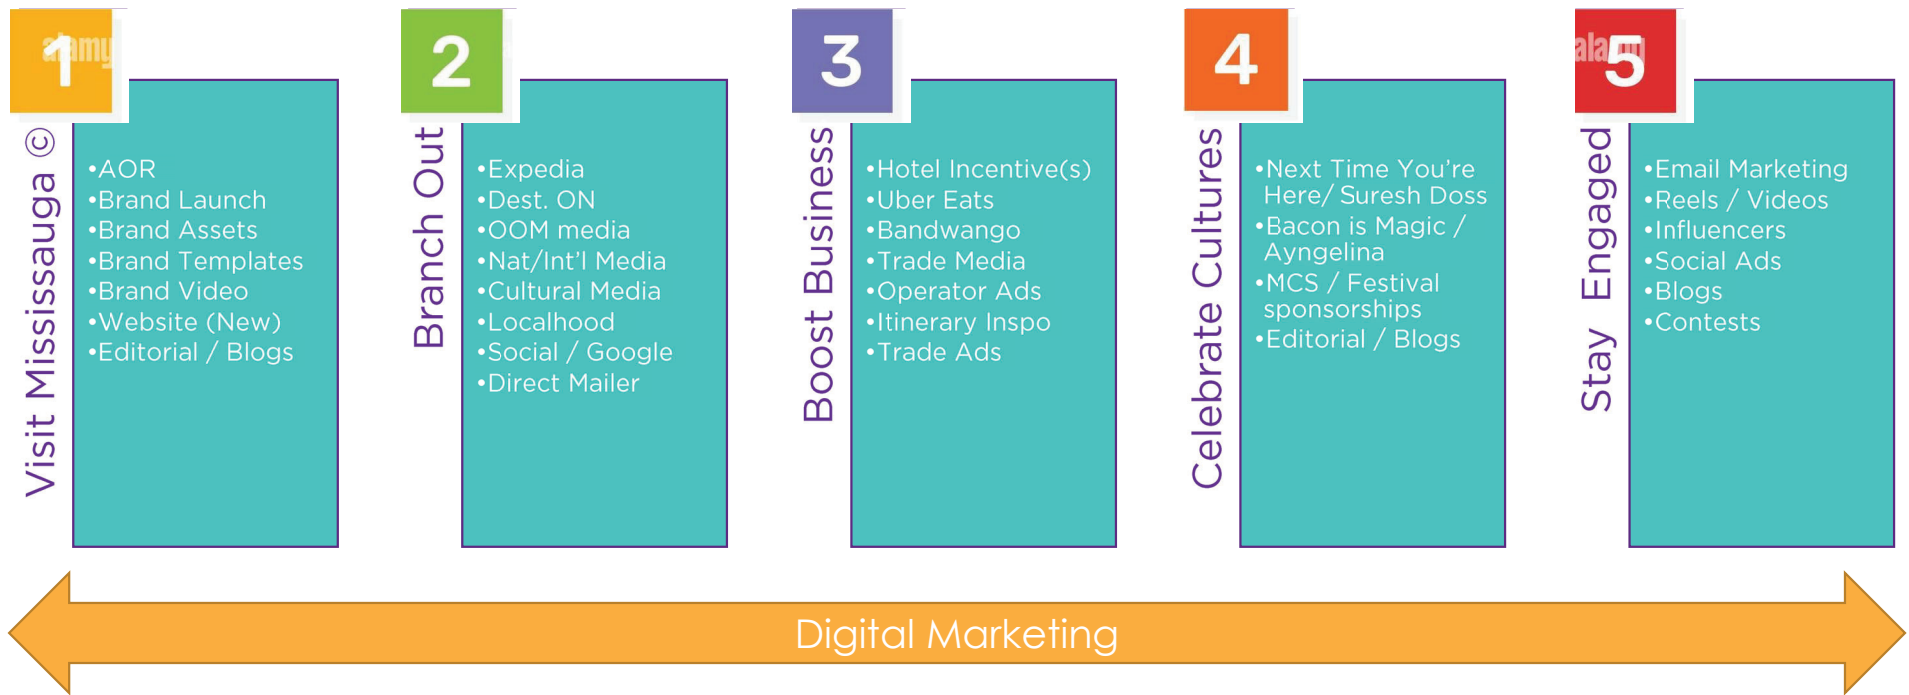 1
alamy
Visit Mississauga ©
•AOR
•Brand Launch
•Brand Assets
•Brand Templates
•Brand Video
•Website (New)
•Editorial / Blogs
2
Branch Out
•Expedia
•Dest. ON
•OOM media
•Nat/Int'l Media
•Cultural Media
•Localhood
•Social / Google
•Direct Mailer
3
Boost Business
•Hotel Incentive(s)
•Uber Eats
•Bandwango
•Trade Media
•Operator Ads
•Itinerary Inspo
•Trade Ads
4
Celebrate Cultures
•Next Time You're
Here/ Suresh Doss
•Bacon is Magic /
Ayngelina
•MCS / Festival
sponsorships
•Editorial / Blogs
5
alamy
Stay Engaged
•Email Marketing
•Reels / Videos
•Influencers
•Social Ads
•Blogs
•Contests
Digital Marketing